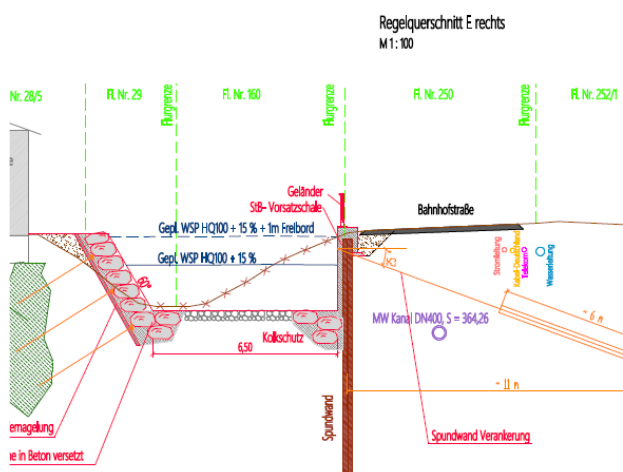 Regelquerschnitt E rechts
M 1 : 100
Nr. 28/5
Fl. Nr. 29
Flurgrenze
Fl. Nr. 160
Flurgrenze
Fl. Nr. 250
Flurgrenze
Fl. Nr. 252/1
Geländer
StB- Vorsatzschale
Bahnhofstraße
Gepl. WSP HQ100 + 15 % + 1m Freibord
Gepl. WSP HQ100 + 15 %
60°
Stromleitung
Telekom
Wasserleitung
~ 6 m
MW Kanal DN400, S = 364,26
Kolkschutz
6,50
~ 11 m
Spundwand
Spundwand Verankerung
ernagelung
ne in Beton versetzt